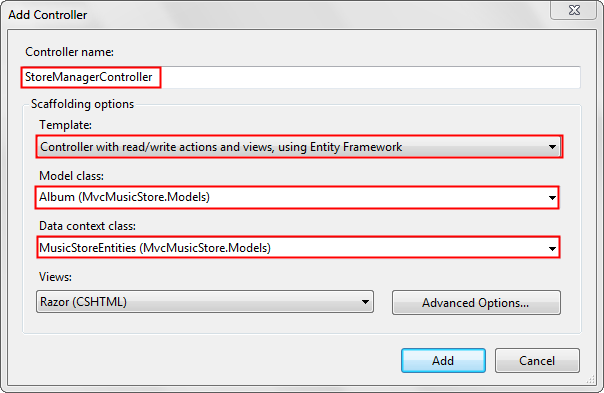 Add Controller
Controller name:
StoreManagerController
Scaffolding options
Template:
Controller with read/write actions and views, using Entity Framework
Model class:
Album (MvcMusicStore.Models)
Data context class:
MusicStoreEntities (MvcMusicStore.Models)
Views:
Razor (CSHTML)
Advanced Options...
Add
Cancel